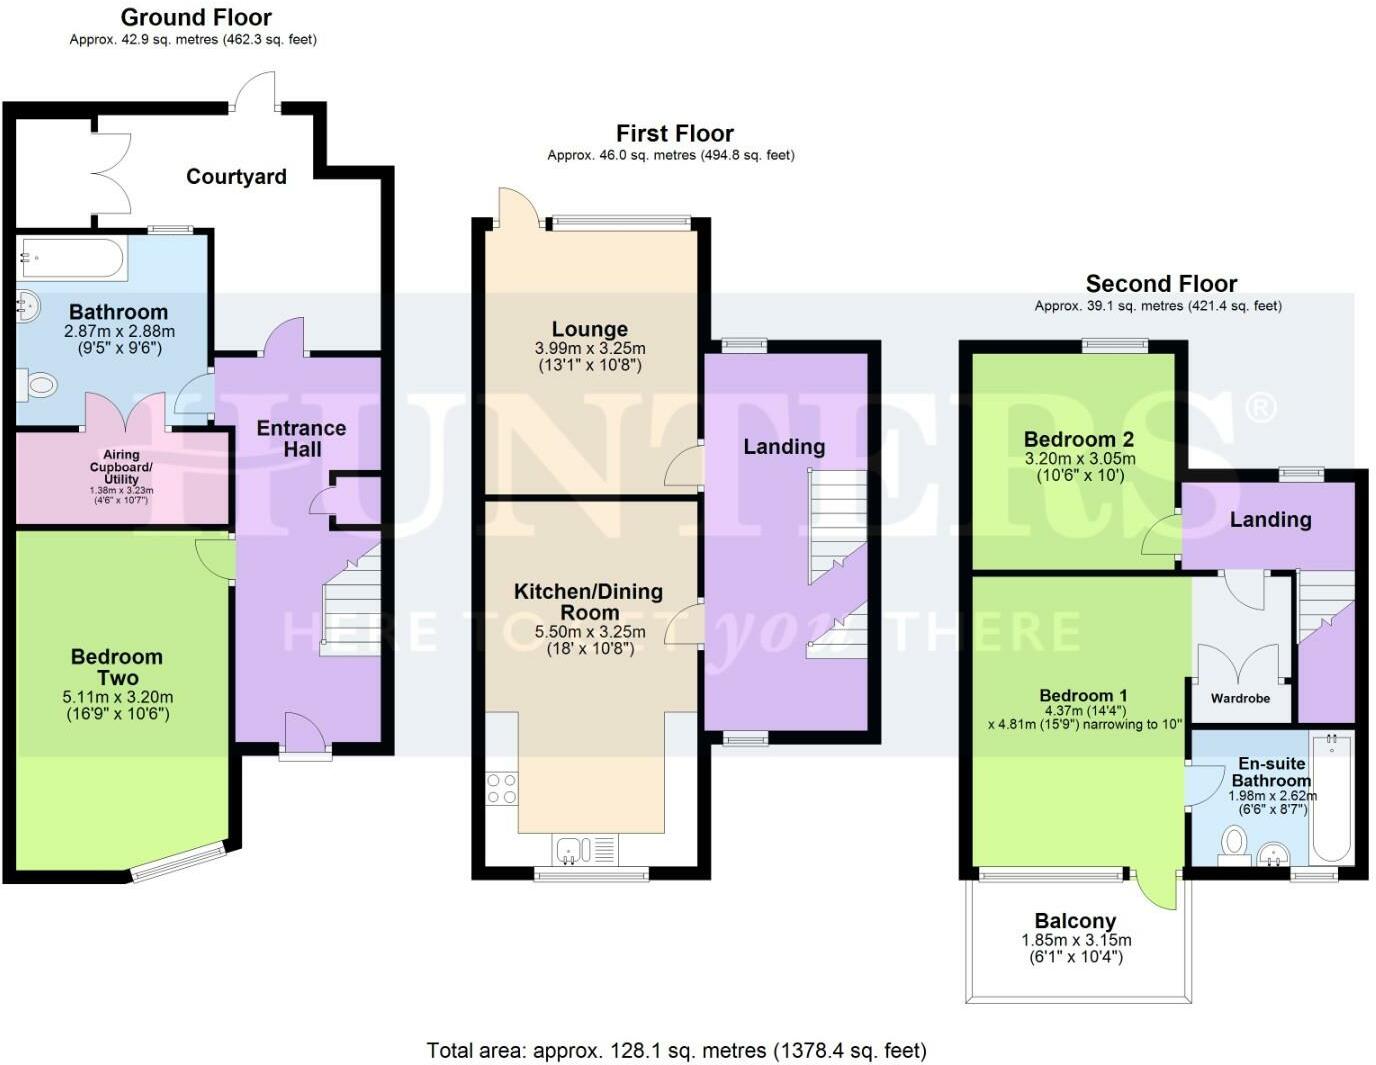 Ground Floor
Approx. 42.9 sq. metres (462.3 sq. feet)
Courtyard
Bathroom
2.87m x 2.88m
(9'5" x 9'6")
Airing
Cupboard/
Utility
1.38m x 3.23m
(4'6" x 10'7")
Entrance
Hall
Bedroom
Two
5.11m x 3.20m
(16'9" x 10'6")
First Floor
Approx. 46.0 sq. metres (494.8 sq. feet)
Lounge
3.99m x 3.25m
(13'1" x 10'8")
Landing
Kitchen/Dining
Room
5.50m x 3.25m
(18' x 10'8")
Second Floor
Approx. 39.1 sq. metres (421.4 sq. feet)
Bedroom 2
3.20m x 3.05m
(10'6" x 10')
Landing
Bedroom 1
4.37m (14'4")
x 4.81m (15'9") narrowing to 10"
Wardrobe
En-suite
Bathroom
1.98m x 2.62m
(6'6" x 8'7")
Balcony
1.85m x 3.15m
(6'1" x 10'4")
HUNTERS®
HERE TO GET you THERE
Total area: approx. 128.1 sq. metres (1378.4 sq. feet)